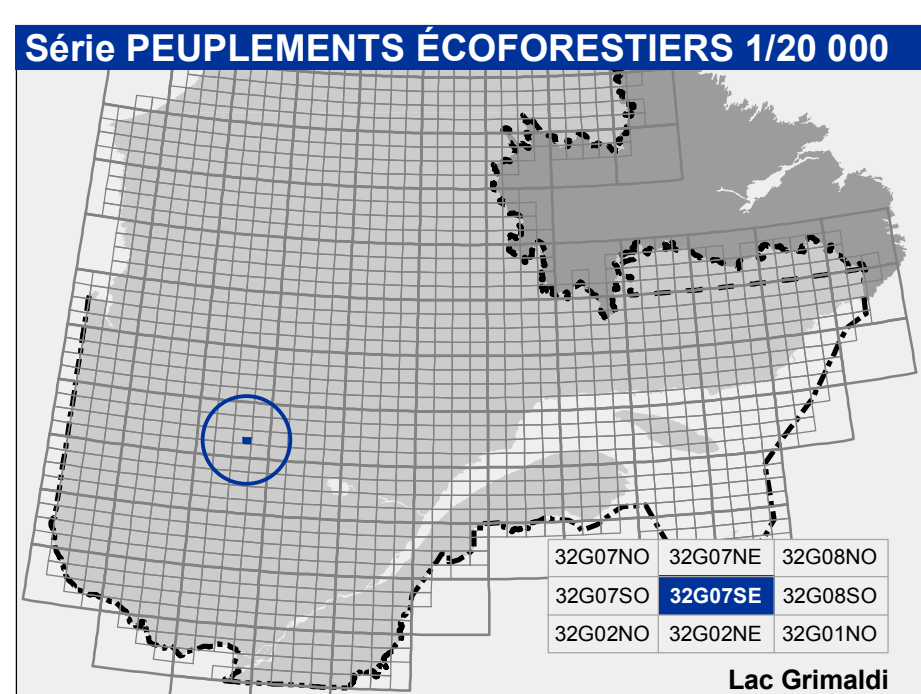 Série PEUPLEMENTS ÉCOFORESTIERS 1/20 000
32G07NO 32G07NE 32G08NO
32G07SO 32G07SE 32G08SO
32G02NO 32G02NE 32G01NO
Lac Grimaldi